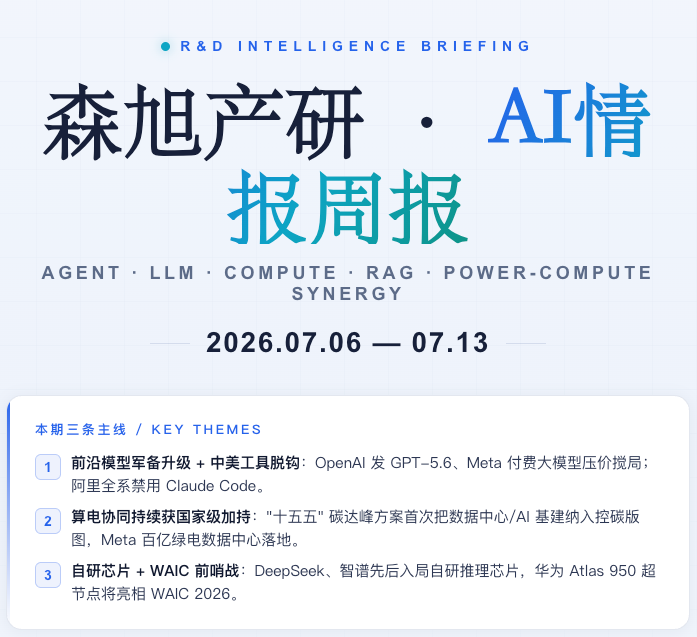 R&D INTELLIGENCE BRIEFING
森旭产研 · AI情
报周报
AGENT · LLM · COMPUTE · RAG · POWER-COMPUTE
SYNERGY
2026.07.06 — 07.13
本期三条主线 / KEY THEMES
1 前沿模型军备升级 + 中美工具脱钩：OpenAI 发 GPT-5.6、Meta 付费大模型压价搅局；
阿里全系禁用 Claude Code。
2 算电协同持续获国家级加持："十五五" 碳达峰方案首次把数据中心/AI 基建纳入控碳版
图，Meta 百亿绿电数据中心落地。
3 自研芯片 + WAIC 前哨战：DeepSeek、智谱先后入局自研推理芯片，华为 Atlas 950 超
节点将亮相 WAIC 2026。